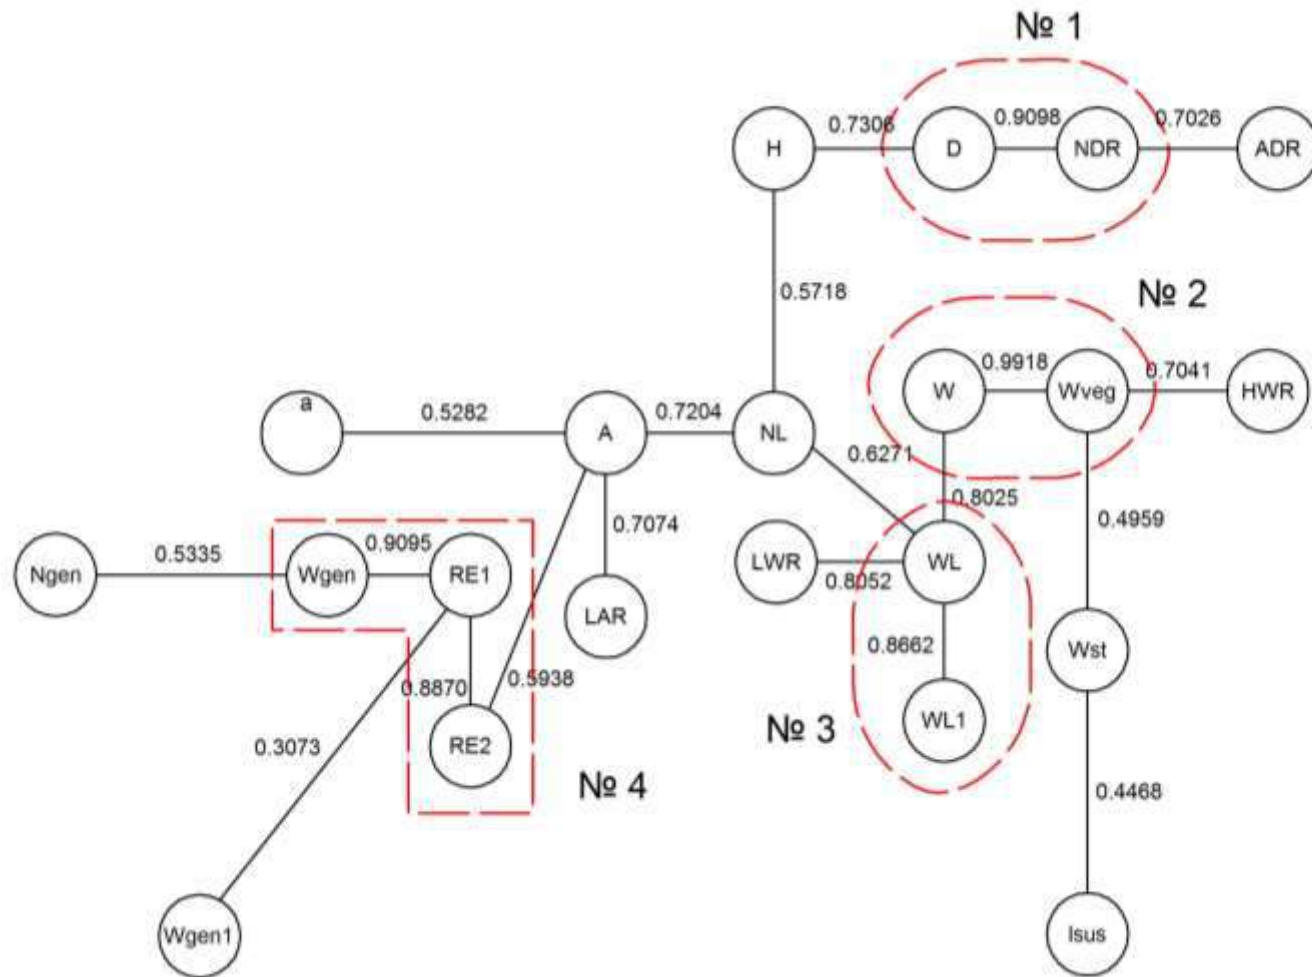 № 1
0.7306
0.9098
0.7026
H
D
NDR
ADR
0.5718
№ 2
0.9918
0.7041
W
Wveg
HWR
a
0.5282
A
0.7204
NL
0.6271
0.8025
0.4959
0.7074
0.5335
0.9095
Ngen
Wgen
RE1
LAR
LWR
0.8052
WL
0.8662
Wst
0.8870
0.5938
№ 3
WL1
0.3073
RE2
№ 4
0.4468
Wgen1
Isus